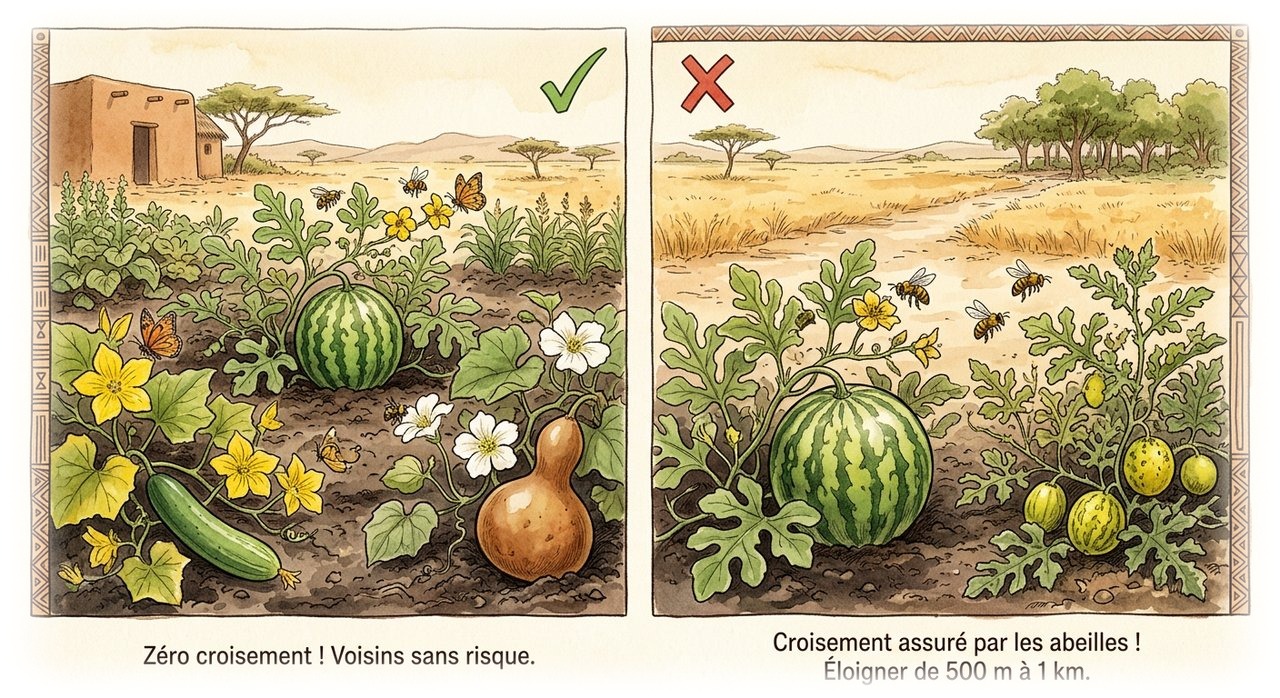 Zéro croisement ! Voisins sans risque.
Croisement assuré par les abeilles !
Éloigner de 500 m à 1 km.